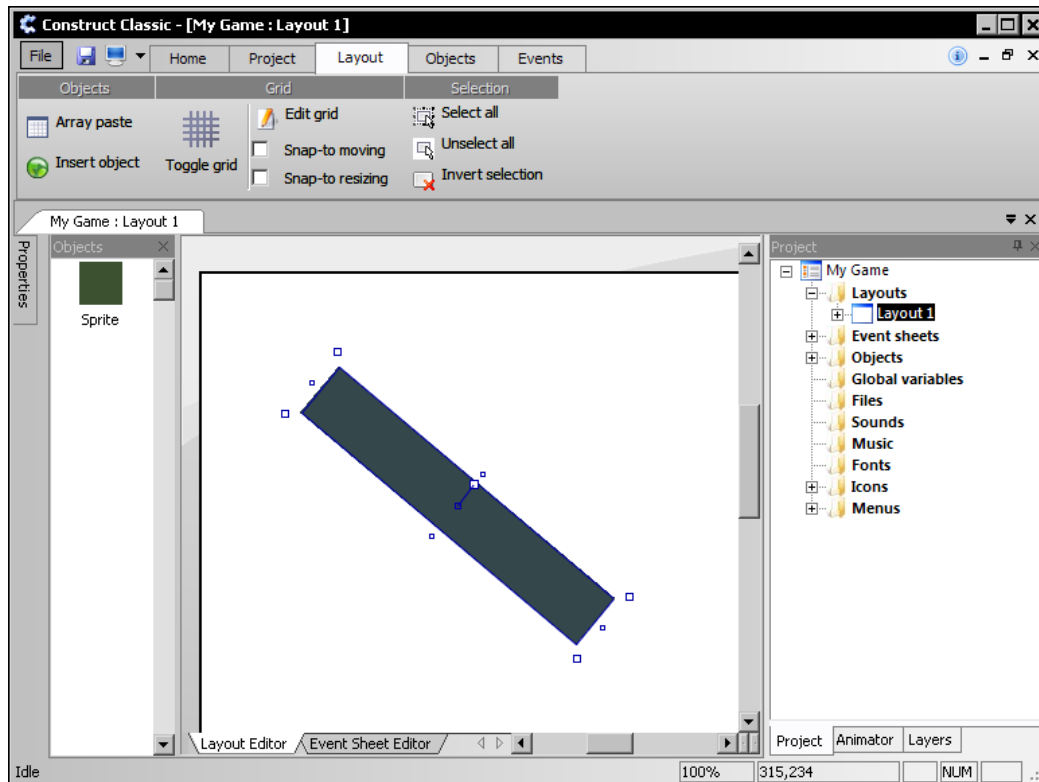 Construct Classic - [My Game : Layout 1]
File
Home
Project
Layout
Objects
Events
Objects
Grid
Selection
Array paste
Insert object
Toggle grid
Edit grid
Snap-to moving
Snap-to resizing
Select all
Unselect all
Invert selection
My Game : Layout 1
Properties
Objects
Sprite
Project
My Game
Layouts
Layout 1
Event sheets
Objects
Global variables
Files
Sounds
Music
Fonts
Icons
Menus
Layout Editor
Event Sheet Editor
Project
Animator
Layers
Idle
100%
315,234
NUM